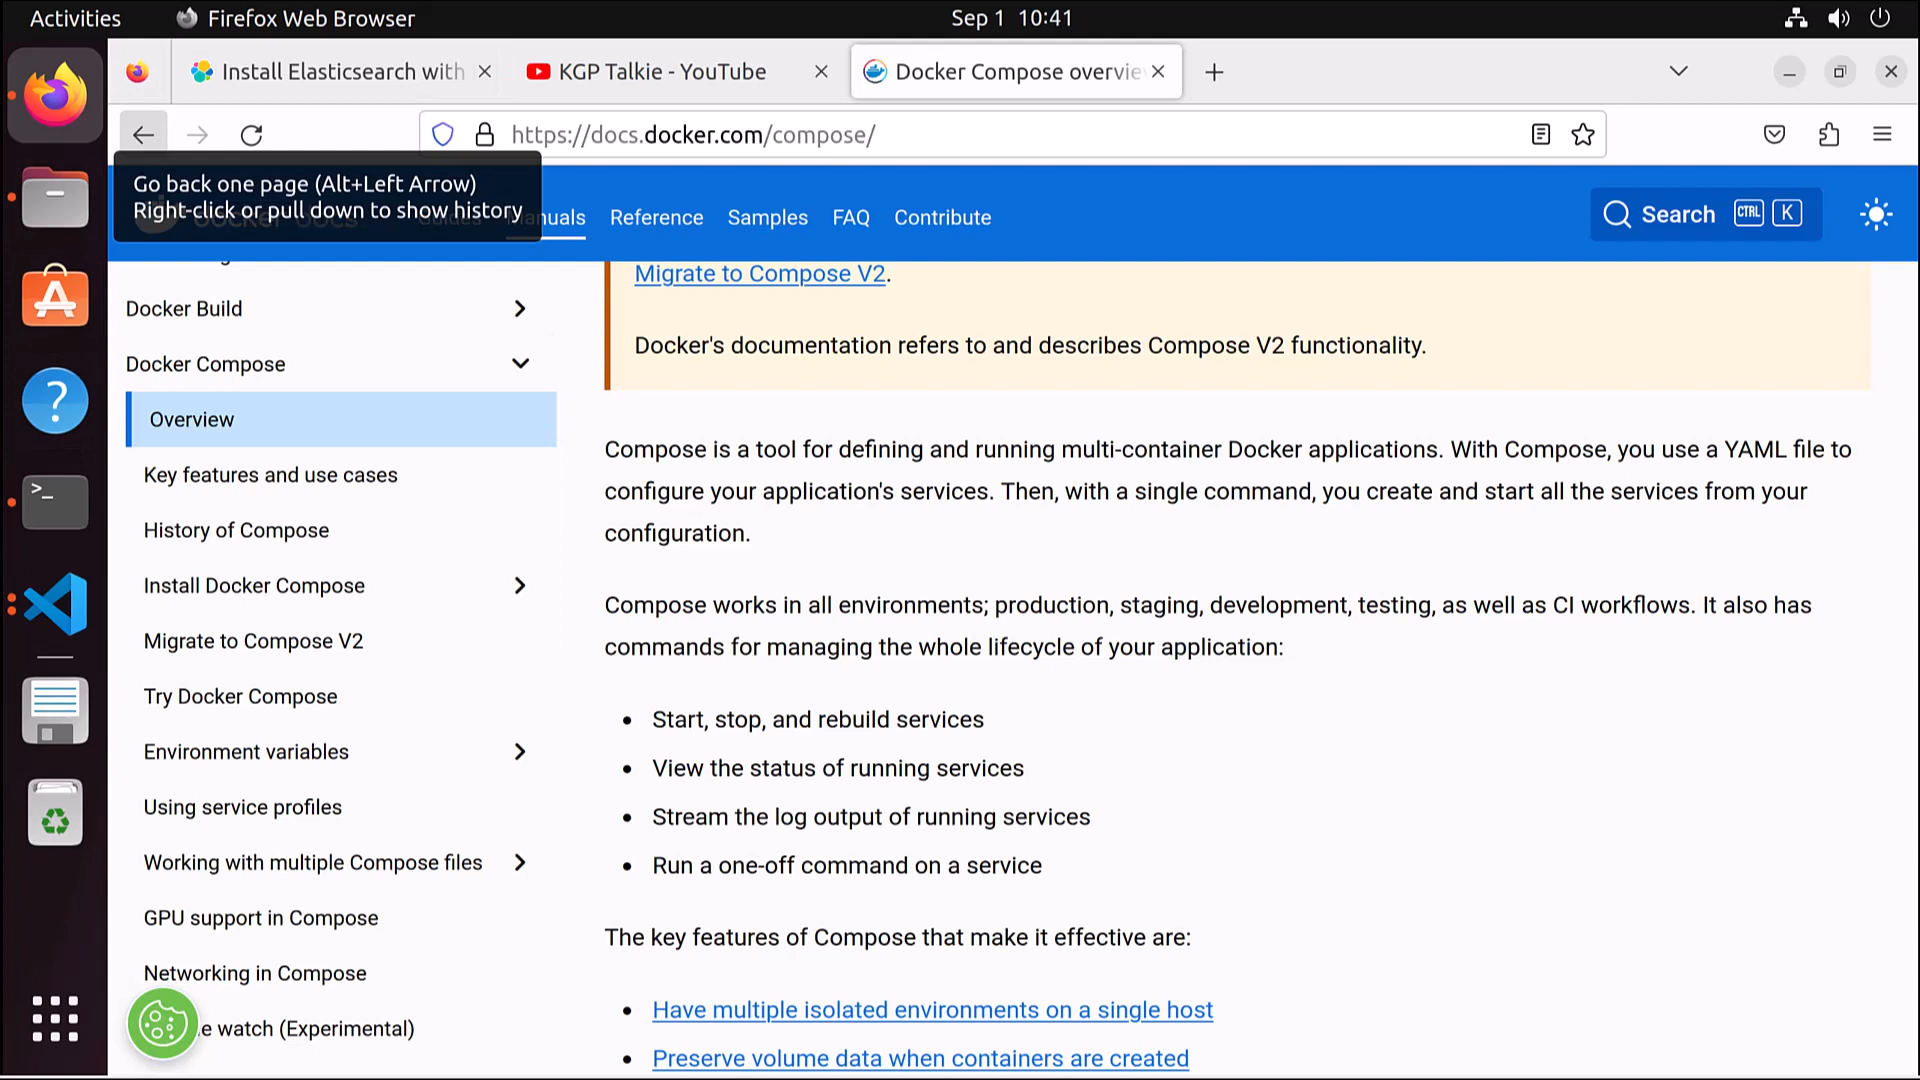 Activities
Firefox Web Browser
Sep 1 10:41
Install Elasticsearch with
KGP Talkie - YouTube
Docker Compose overvie
https://docs.docker.com/compose/
Go back one page (Alt+Left Arrow)
Right-click or pull down to show history
anuals
Reference
Samples
FAQ
Contribute
Search
CTRL
K
Docker Build
Docker Compose
Overview
Key features and use cases
History of Compose
Install Docker Compose
Migrate to Compose V2
Try Docker Compose
Environment variables
Using service profiles
Working with multiple Compose files
GPU support in Compose
Networking in Compose
e watch (Experimental)
Migrate to Compose V2.
Docker's documentation refers to and describes Compose V2 functionality.
Compose is a tool for defining and running multi-container Docker applications. With Compose, you use a YAML file to
configure your application's services. Then, with a single command, you create and start all the services from your
configuration.
Compose works in all environments; production, staging, development, testing, as well as CI workflows. It also has
commands for managing the whole lifecycle of your application:
• Start, stop, and rebuild services
• View the status of running services
• Stream the log output of running services
• Run a one-off command on a service
The key features of Compose that make it effective are:
• Have multiple isolated environments on a single host
• Preserve volume data when containers are created